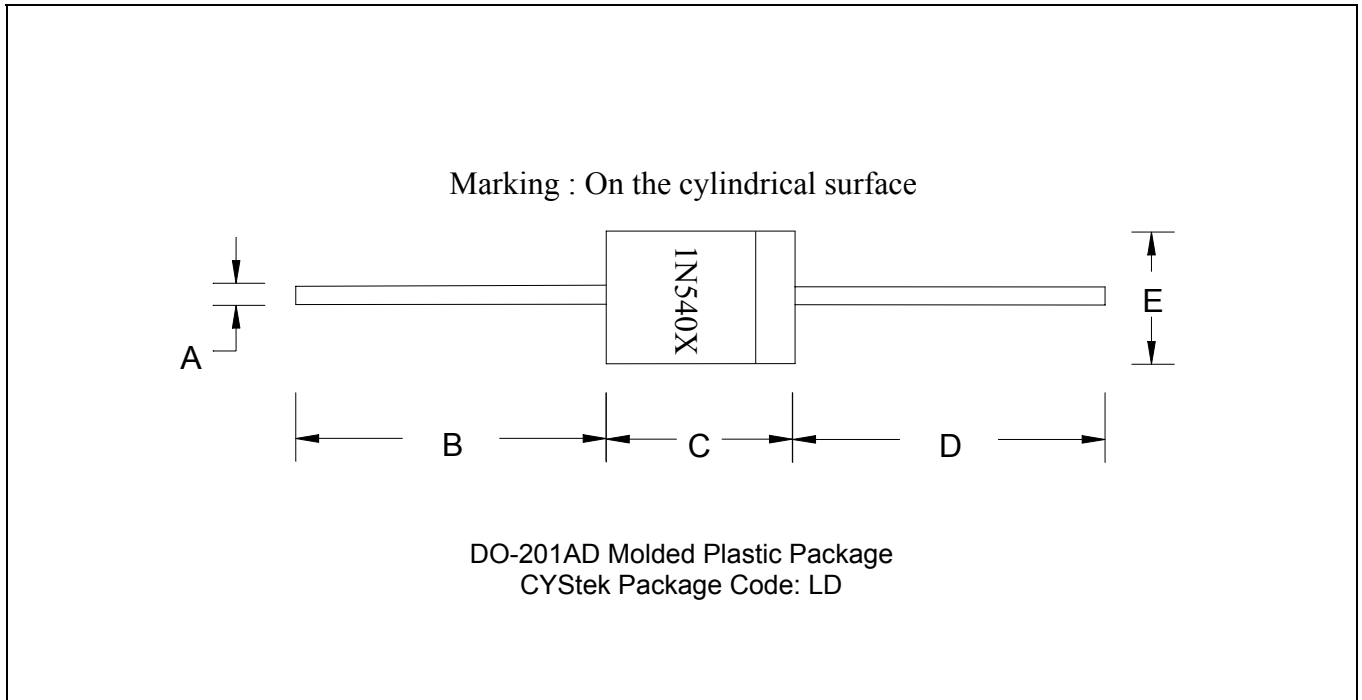 Marking : On the cylindrical surface
1N540X
A
E
B
C
D
DO-201AD Molded Plastic Package
CYStek Package Code: LD